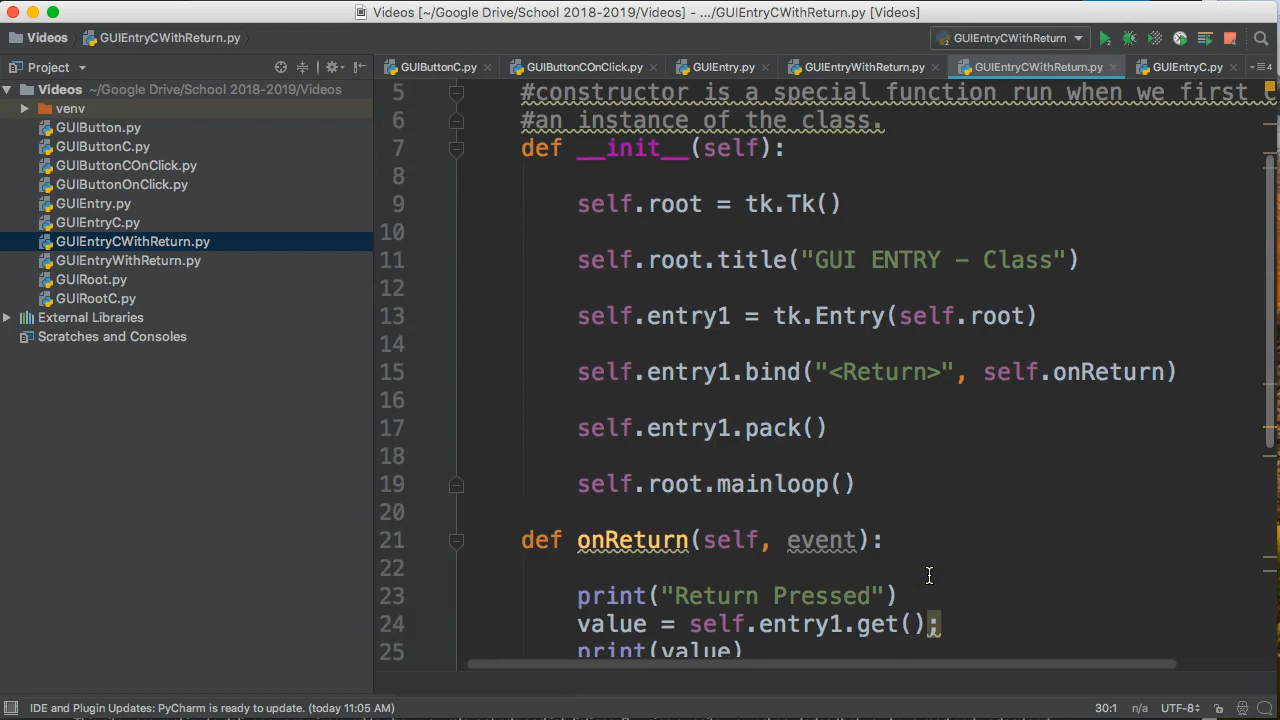 Videos [~/Google Drive/School 2018-2019/Videos] - .../GUIEntryCWithReturn.py [Videos]
Videos GUIEntryCWithReturn.py GUIEntryCWithReturn
Project GUIButtonC.py GUIButtonCOnClick.py GUIEntry.py GUIEntryWithReturn.py GUIEntryCWithReturn.py GUIEntryC.py 4
Videos ~/Google Drive/School 2018-2019/Videos
venv
GUIButton.py
GUIButtonC.py
GUIButtonCOnClick.py
GUIButtonOnClick.py
GUIEntry.py
GUIEntryC.py
GUIEntryCWithReturn.py
GUIEntryWithReturn.py
GUIRoot.py
GUIRootC.py
External Libraries
Scratches and Consoles
5 #constructor is a special function run when we first
6 #an instance of the class.
7 def __init__(self):
8
9 self.root = tk.Tk()
10
11 self.root.title("GUI ENTRY - Class")
12
13 self.entry1 = tk.Entry(self.root)
14
15 self.entry1.bind("<Return>", self.onReturn)
16
17 self.entry1.pack()
18
19 self.root.mainloop()
20
21 def onReturn(self, event):
22
23 print("Return Pressed")
24 value = self.entry1.get();
25 print(value)
IDE and Plugin Updates: PyCharm is ready to update. (today 11:05 AM) 30:1 n/a UTF-8